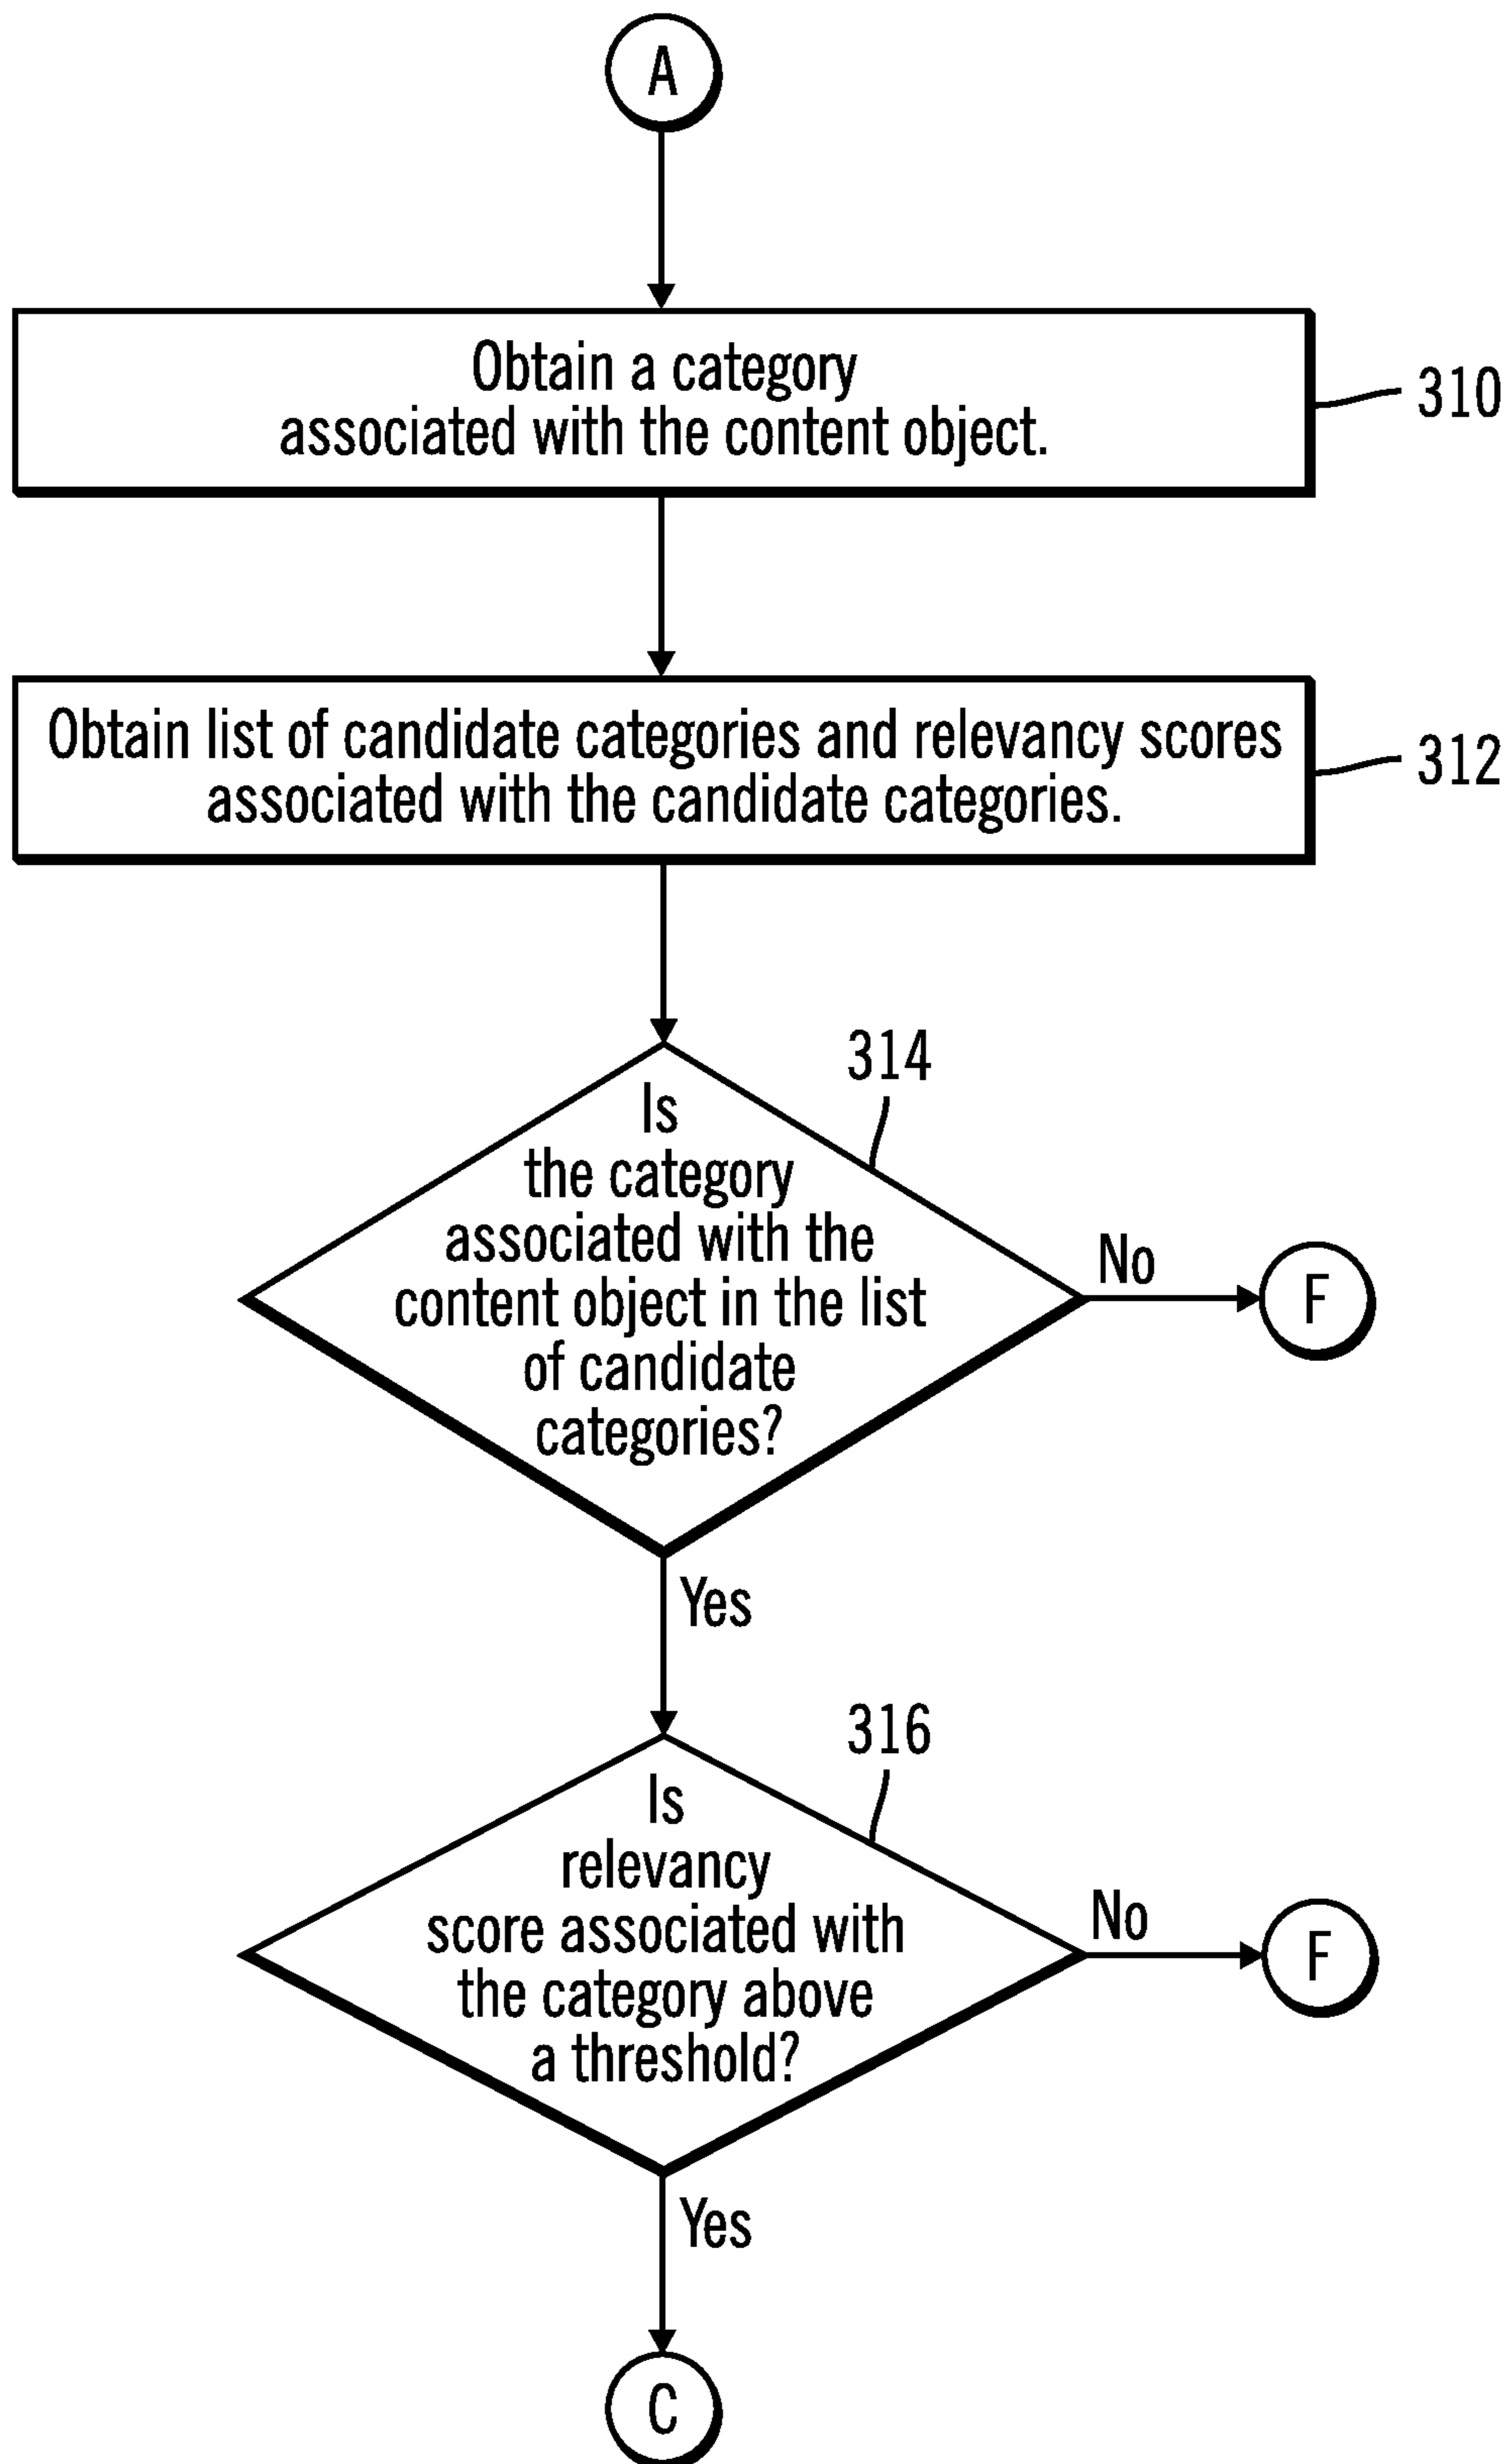 A
Obtain a category
associated with the content object.
310
Obtain list of candidate categories and relevancy scores
associated with the candidate categories.
312
314
Is
the category
associated with the
content object in the list
of candidate
categories?
No
F
Yes
316
Is
relevancy
score associated with
the category above
a threshold?
No
F
Yes
C